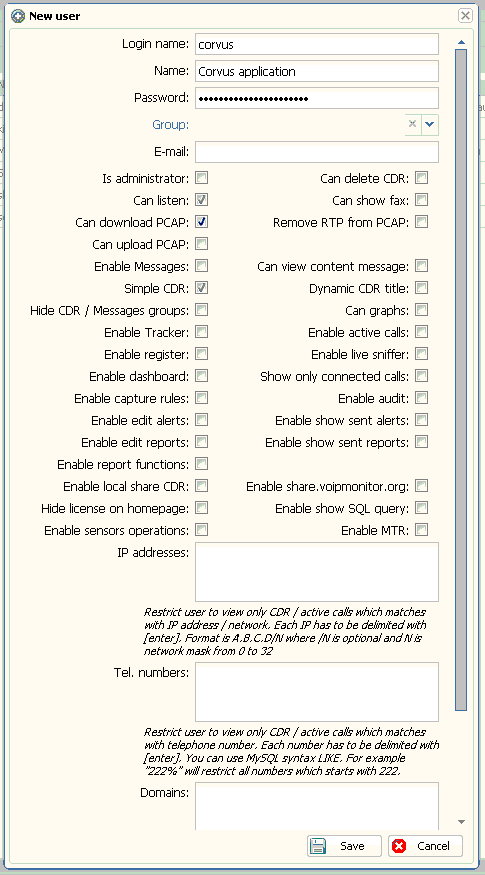 New user
Login name: corvus
Name: Corvus application
Password: ••••••••••••••••••••••
Group:
E-mail:
Is administrator: Can delete CDR:
Can listen: Can show fax:
Can download PCAP: Remove RTP from PCAP:
Can upload PCAP:
Enable Messages: Can view content message:
Simple CDR: Dynamic CDR title:
Hide CDR / Messages groups: Can graphs:
Enable Tracker: Enable active calls:
Enable register: Enable live sniffer:
Enable dashboard: Show only connected calls:
Enable capture rules: Enable audit:
Enable edit alerts: Enable show sent alerts:
Enable edit reports: Enable show sent reports:
Enable report functions:
Enable local share CDR: Enable share.voipmonitor.org:
Hide license on homepage: Enable show SQL query:
Enable sensors operations: Enable MTR:
IP addresses:
Restrict user to view only CDR / active calls which matches
with IP address / network. Each IP has to be delimited with
[enter]. Format is A.B.C.D/N where /N is optional and N is
network mask from 0 to 32
Tel. numbers:
Restrict user to view only CDR / active calls which matches
with telephone number. Each number has to be delimited with
[enter]. You can use MySQL syntax LIKE. For example
"222%" will restrict all numbers which starts with 222.
Domains:
Save Cancel